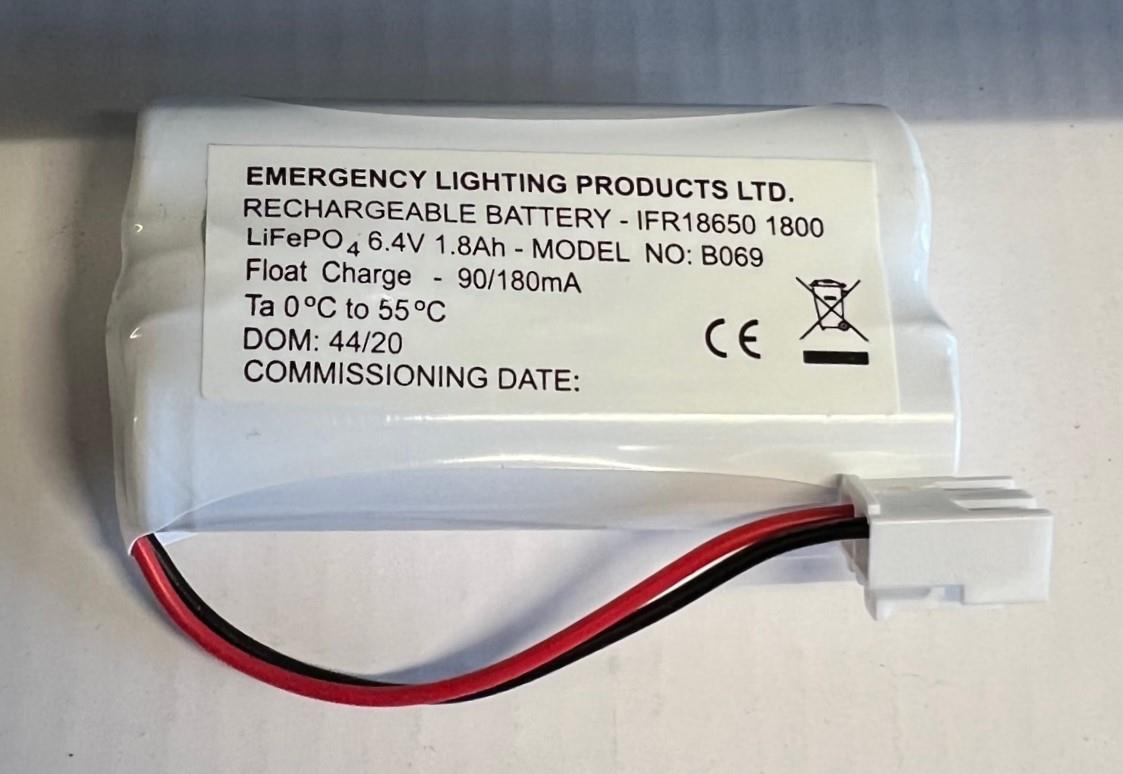 EMERGENCY LIGHTING PRODUCTS LTD.
RECHARGEABLE BATTERY - IFR18650 1800
LiFePO₄ 6.4V 1.8Ah - MODEL NO: B069
Float Charge - 90/180mA
Ta 0°C to 55°C
DOM: 44/20
COMMISSIONING DATE:
CE